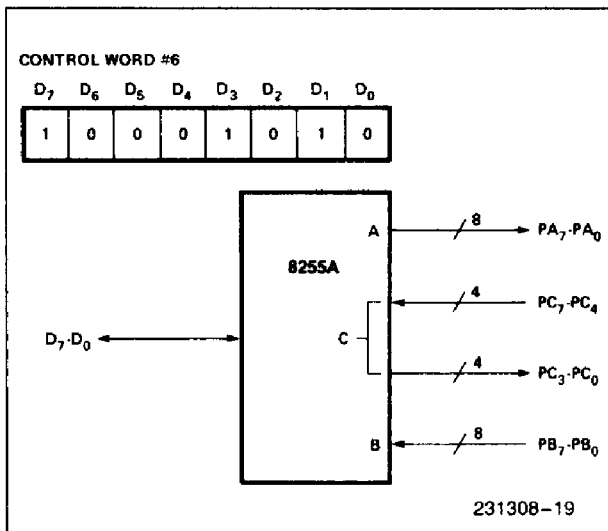 CONTROL WORD #6
D7 D6 D5 D4 D3 D2 D1 D0
1 0 0 0 1 0 1 0
A 8 PA7-PA0
8255A
4 PC7-PC4
D7-D0 C
4 PC3-PC0
B 8 PB7-PB0
231308-19